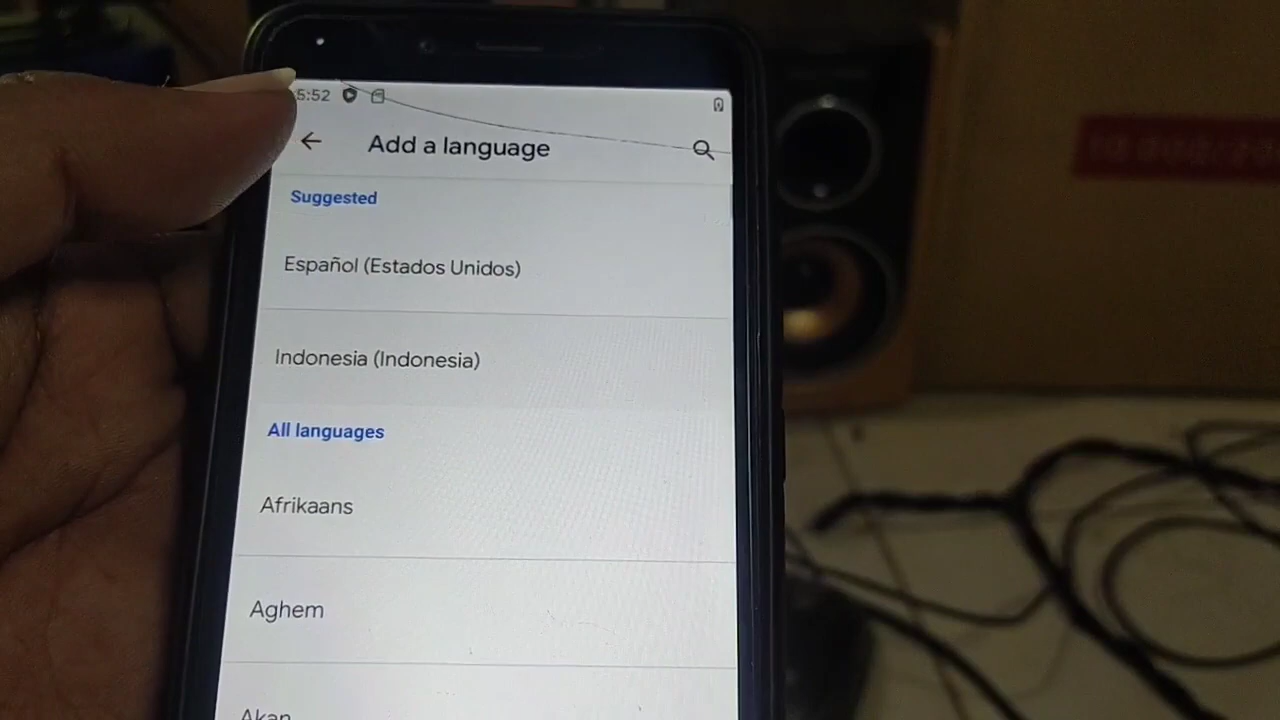 5:52
Add a language
Suggested
Español (Estados Unidos)
Indonesia (Indonesia)
All languages
Afrikaans
Aghem
Akan